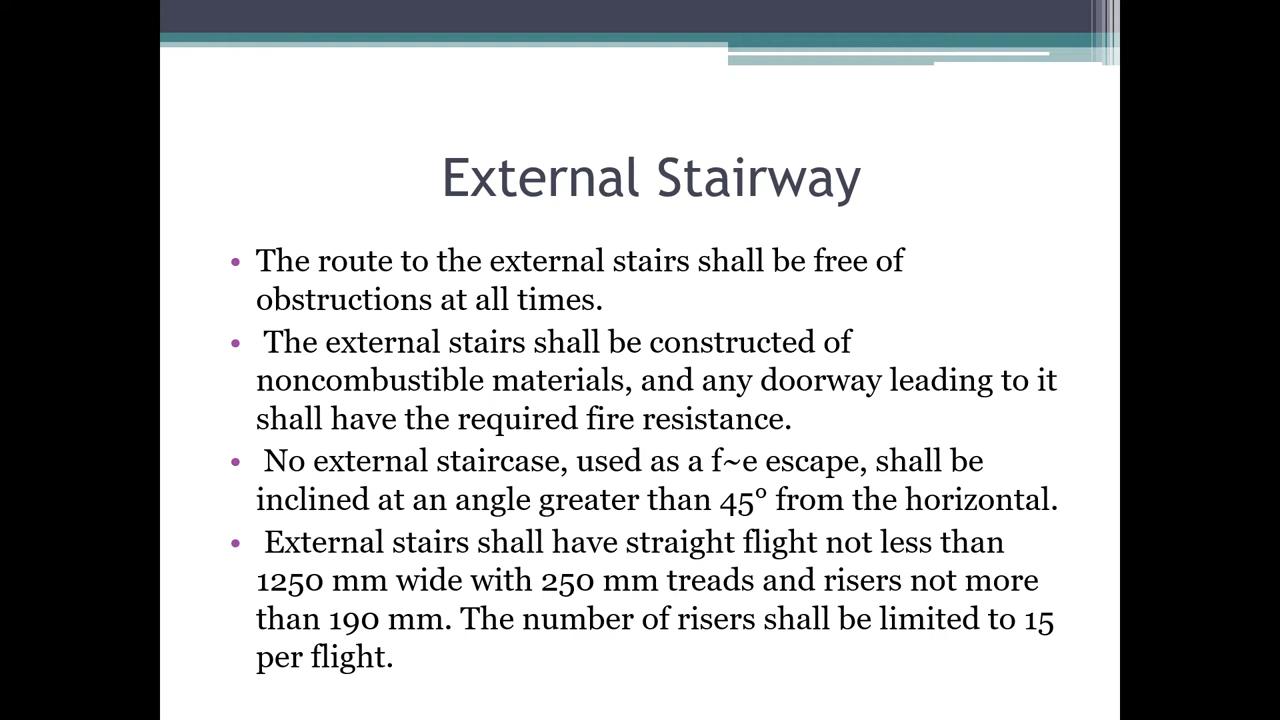 External Stairway
• The route to the external stairs shall be free of
obstructions at all times.
• The external stairs shall be constructed of
noncombustible materials, and any doorway leading to it
shall have the required fire resistance.
• No external staircase, used as a f~e escape, shall be
inclined at an angle greater than 45° from the horizontal.
• External stairs shall have straight flight not less than
1250 mm wide with 250 mm treads and risers not more
than 190 mm. The number of risers shall be limited to 15
per flight.